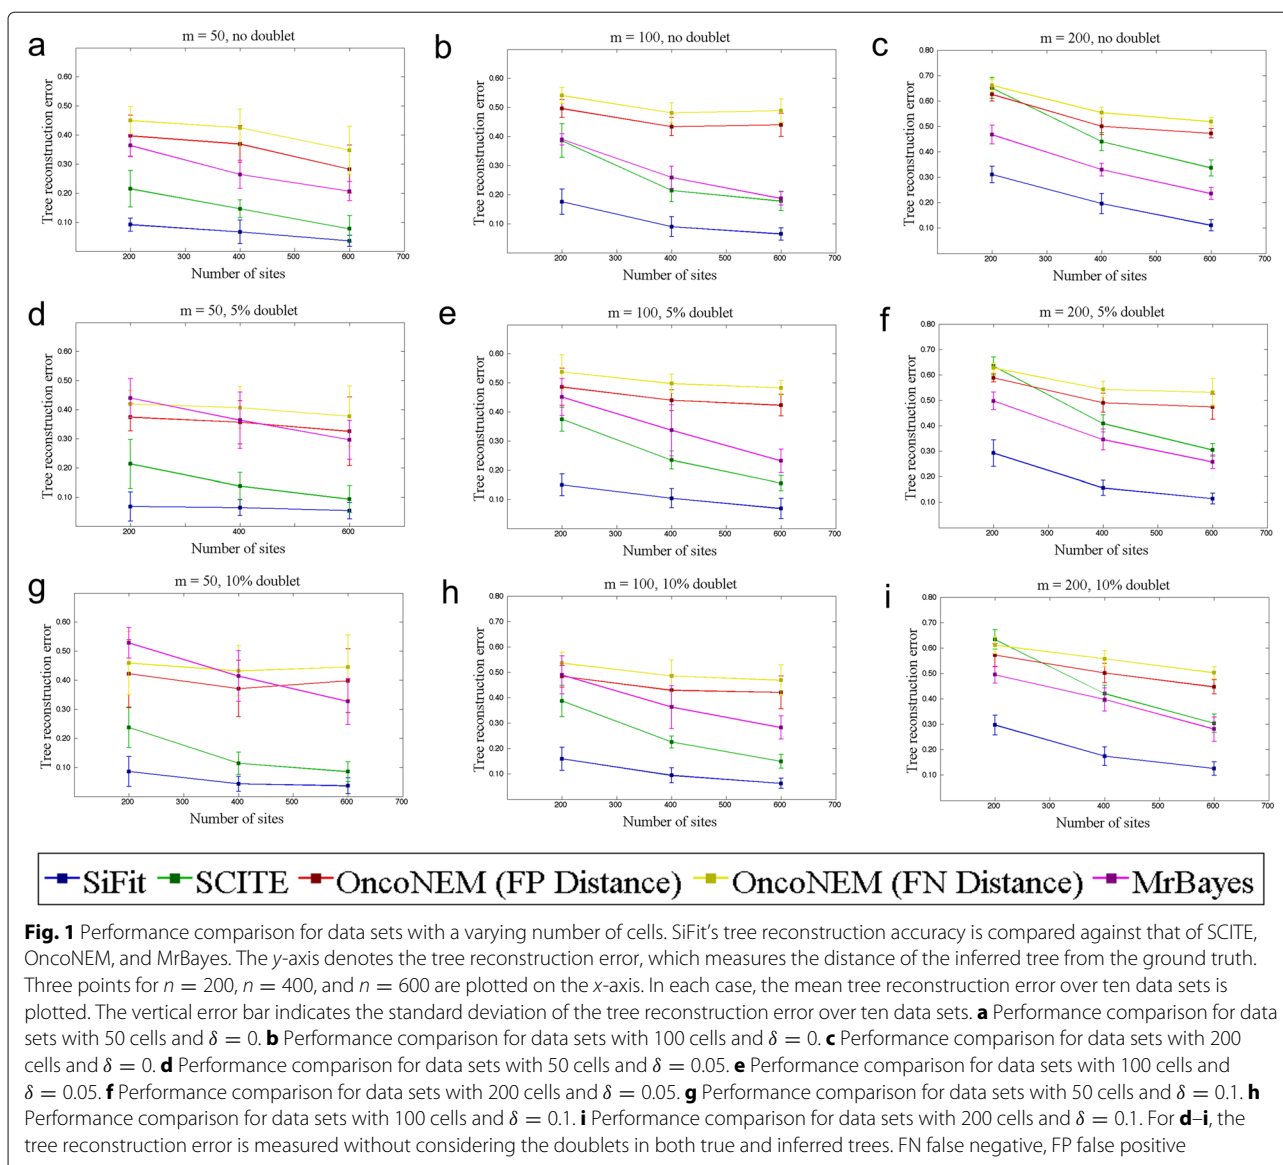 a
m = 50, no doublet
Tree reconstruction error
0.60
0.50
0.40
0.30
0.20
0.10
200
300
400
500
600
700
Number of sites
b
m = 100, no doublet
Tree reconstruction error
0.60
0.50
0.40
0.30
0.20
0.10
200
300
400
500
600
700
Number of sites
c
m = 200, no doublet
Tree reconstruction error
0.80
0.70
0.60
0.50
0.40
0.30
0.20
0.10
200
300
400
500
600
700
Number of sites
d
m = 50, 5% doublet
Tree reconstruction error
0.60
0.50
0.40
0.30
0.20
0.10
200
300
400
500
600
700
Number of sites
e
m = 100, 5% doublet
Tree reconstruction error
0.60
0.50
0.40
0.30
0.20
0.10
200
300
400
500
600
700
Number of sites
f
m = 200, 5% doublet
Tree reconstruction error
0.80
0.70
0.60
0.50
0.40
0.30
0.20
0.10
200
300
400
500
600
700
Number of sites
g
m = 50, 10% doublet
Tree reconstruction error
0.60
0.50
0.40
0.30
0.20
0.10
200
300
400
500
600
700
Number of sites
h
m = 100, 10% doublet
Tree reconstruction error
0.60
0.50
0.40
0.30
0.20
0.10
200
300
400
500
600
700
Number of sites
i
m = 200, 10% doublet
Tree reconstruction error
0.80
0.70
0.60
0.50
0.40
0.30
0.20
0.10
200
300
400
500
600
700
Number of sites
SiFit SCITE OncoNEM (FP Distance) OncoNEM (FN Distance) MrBayes
Fig. 1 Performance comparison for data sets with a varying number of cells. SiFit's tree reconstruction accuracy is compared against that of SCITE,
OncoNEM, and MrBayes. The y-axis denotes the tree reconstruction error, which measures the distance of the inferred tree from the ground truth.
Three points for n = 200, n = 400, and n = 600 are plotted on the x-axis. In each case, the mean tree reconstruction error over ten data sets is
plotted. The vertical error bar indicates the standard deviation of the tree reconstruction error over ten data sets. a Performance comparison for data
sets with 50 cells and δ = 0. b Performance comparison for data sets with 100 cells and δ = 0. c Performance comparison for data sets with 200
cells and δ = 0. d Performance comparison for data sets with 50 cells and δ = 0.05. e Performance comparison for data sets with 100 cells and
δ = 0.05. f Performance comparison for data sets with 200 cells and δ = 0.05. g Performance comparison for data sets with 50 cells and δ = 0.1. h
Performance comparison for data sets with 100 cells and δ = 0.1. i Performance comparison for data sets with 200 cells and δ = 0.1. For d–i, the
tree reconstruction error is measured without considering the doublets in both true and inferred trees. FN false negative, FP false positive